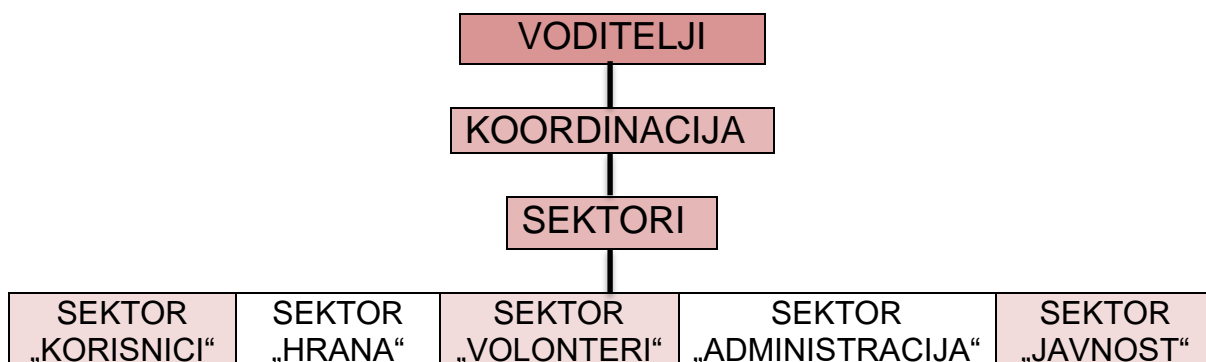 VODITELJI
KOORDINACIJA
SEKTORI
SEKTOR
„KORISNICI“
SEKTOR
„HRANA“
SEKTOR
„VOLONTERI“
SEKTOR
„ADMINISTRACIJA“
SEKTOR
„JAVNOST“